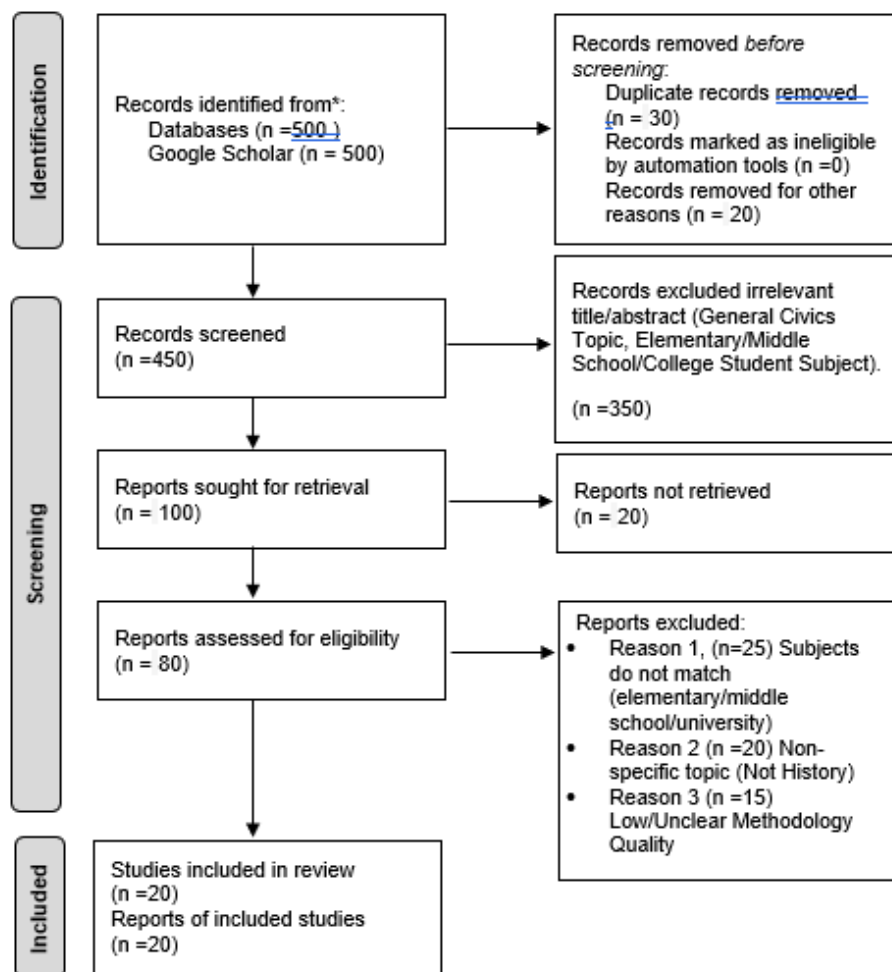 Identification
Records identified from*:
Databases (n =500 )
Google Scholar (n = 500)
Records removed before
screening:
Duplicate records removed
(n = 30)
Records marked as ineligible
by automation tools (n =0)
Records removed for other
reasons (n = 20)
Screening
Records screened
(n =450)
Records excluded irrelevant
title/abstract (General Civics
Topic, Elementary/Middle
School/College Student Subject).
(n =350)
Reports sought for retrieval
(n = 100)
Reports not retrieved
(n = 20)
Reports assessed for eligibility
(n = 80)
Reports excluded:
• Reason 1, (n=25) Subjects
do not match
(elementary/middle
school/university)
• Reason 2 (n =20) Non-
specific topic (Not History)
• Reason 3 (n =15)
Low/Unclear Methodology
Quality
Included
Studies included in review
(n =20)
Reports of included studies
(n =20)